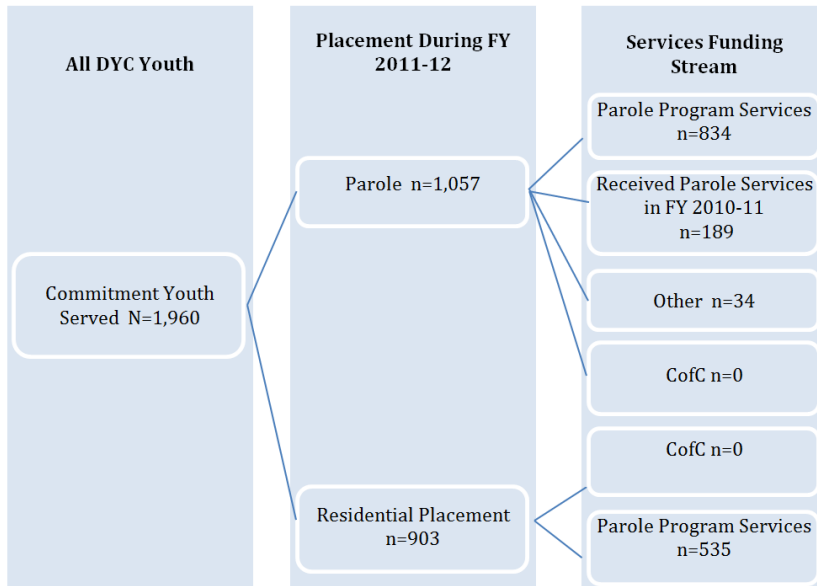 All DYC Youth
Placement During FY
2011-12
Services Funding
Stream
Commitment Youth
Served N=1,960
Parole n=1,057
Residential Placement
n=903
Parole Program Services
n=834
Received Parole Services
in FY 2010-11
n=189
Other n=34
CofC n=0
CofC n=0
Parole Program Services
n=535